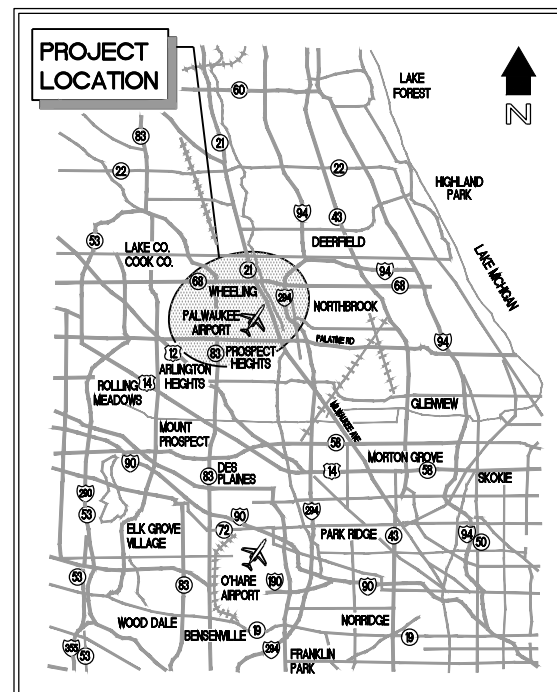 PROJECT
LOCATION
LAKE
FOREST
N
60
83
21
22
22
HIGHLAND
PARK
94
43
53
DEERFIELD
LAKE CO.
COOK CO.
LAKE MICHIGAN
21
94
68
WHEELING
68
294
NORTHBROOK
PALWAUKEE
AIRPORT
PALATINE RD
94
12
83
PROSPECT
HEIGHTS
ARLINGTON
HEIGHTS
14
ROLLING
MEADOWS
MILWAUKEE AVE
GLENVIEW
MOUNT
PROSPECT
58
90
MORTON GROVE
14
58
83
DES
PLAINES
SKOKIE
290
53
90
294
72
ELK GROVE
VILLAGE
PARK RIDGE
43
94
50
53
83
O'HARE
AIRPORT
190
90
WOOD DALE
NORRIDGE
BENSENVILLE
19
19
355
53
294
FRANKLIN
PARK